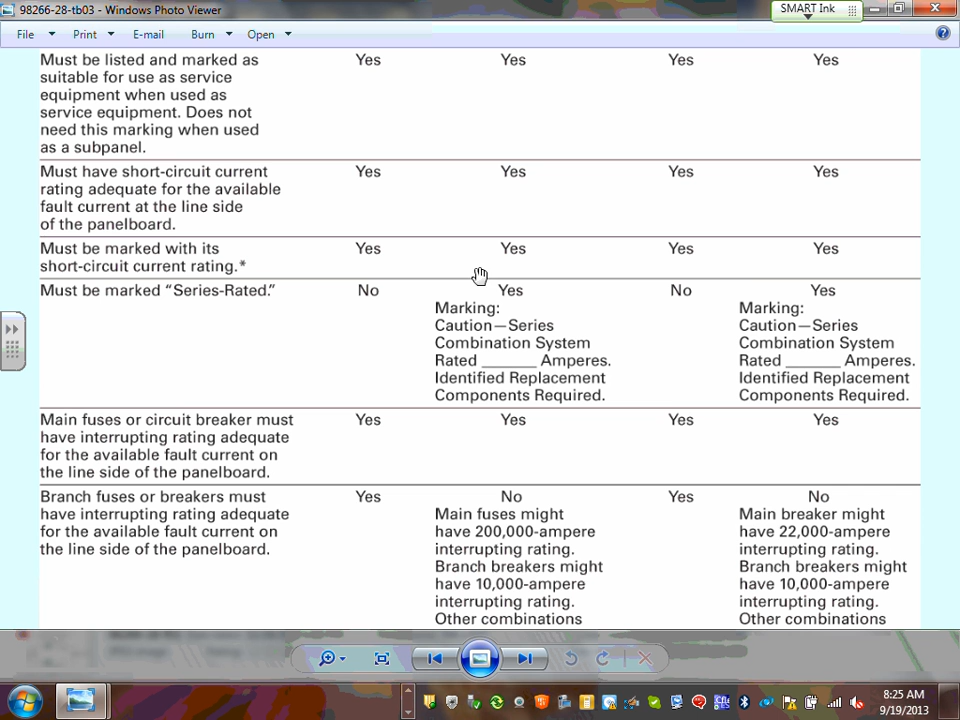 98266-28-tb03 - Windows Photo Viewer
SMART Ink
File Print E-mail Burn Open
Must be listed and marked as Yes Yes Yes Yes
suitable for use as service
equipment when used as
service equipment. Does not
need this marking when used
as a subpanel.
Must have short-circuit current Yes Yes Yes Yes
rating adequate for the available
fault current at the line side
of the panelboard.
Must be marked with its Yes Yes Yes Yes
short-circuit current rating.*
Must be marked “Series-Rated.” No Yes No Yes
Marking: Marking:
Caution—Series Caution—Series
Combination System Combination System
Rated _______ Amperes. Rated _______ Amperes.
Identified Replacement Identified Replacement
Components Required. Components Required.
Main fuses or circuit breaker must Yes Yes Yes Yes
have interrupting rating adequate
for the available fault current on
the line side of the panelboard.
Branch fuses or breakers must Yes No Yes No
have interrupting rating adequate Main fuses might Main breaker might
for the available fault current on have 200,000-ampere have 22,000-ampere
the line side of the panelboard. interrupting rating. interrupting rating.
Branch breakers might Branch breakers might
have 10,000-ampere have 10,000-ampere
interrupting rating. interrupting rating.
Other combinations Other combinations
8:25 AM
9/19/2013